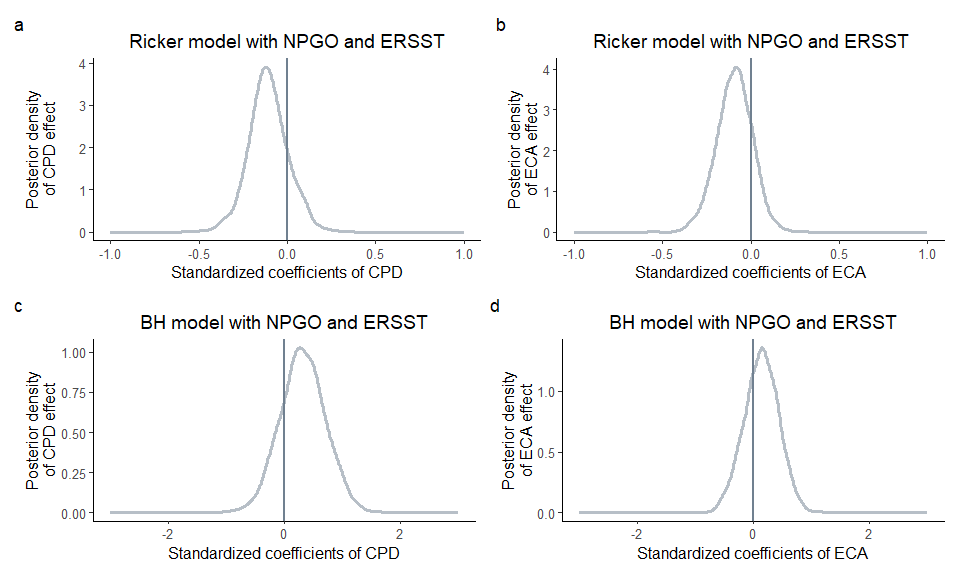 a
Ricker model with NPGO and ERSST
Posterior density
of CPD effect
4
3
2
1
0
-1.0 -0.5 0.0 0.5 1.0
Standardized coefficients of CPD
b
Ricker model with NPGO and ERSST
Posterior density
of ECA effect
4
3
2
1
0
-1.0 -0.5 0.0 0.5 1.0
Standardized coefficients of ECA
c
BH model with NPGO and ERSST
Posterior density
of CPD effect
1.00
0.75
0.50
0.25
0.00
-2 0 2
Standardized coefficients of CPD
d
BH model with NPGO and ERSST
Posterior density
of ECA effect
1.0
0.5
0.0
-2 0 2
Standardized coefficients of ECA